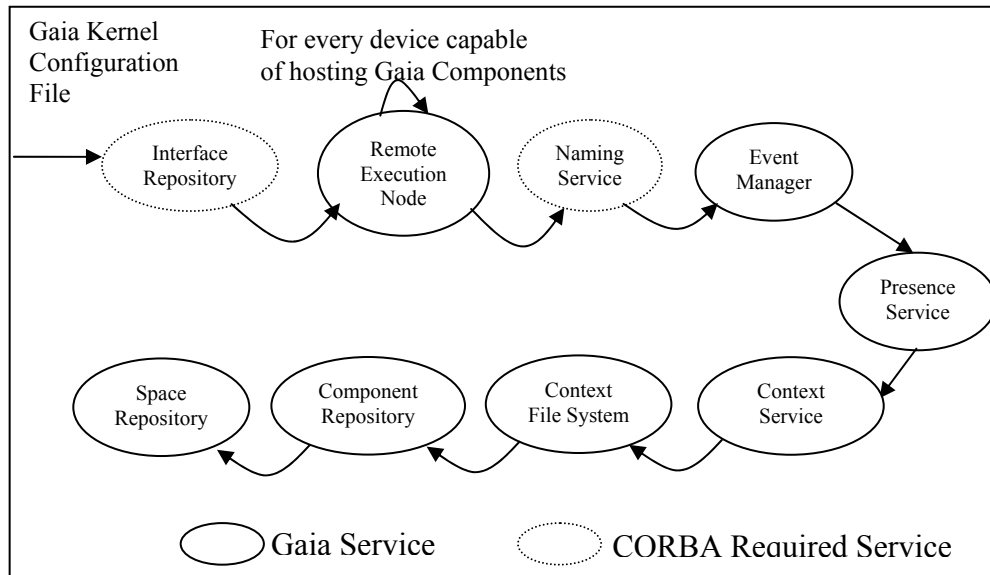 Gaia Kernel
Configuration
File
For every device capable
of hosting Gaia Components
Interface
Repository
Remote
Execution
Node
Naming
Service
Event
Manager
Presence
Service
Space
Repository
Component
Repository
Context
File System
Context
Service
Gaia Service
CORBA Required Service